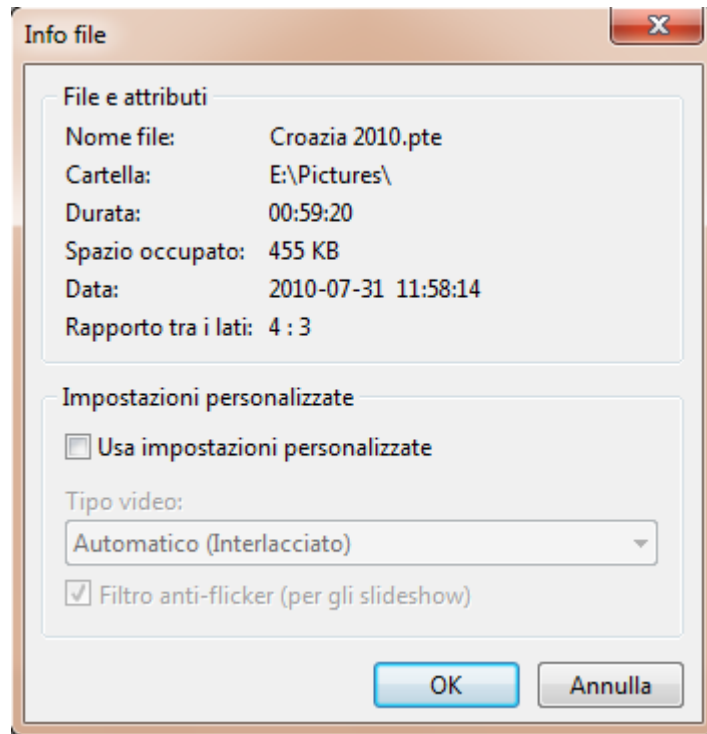 Info file
File e attributi
Nome file: Croazia 2010.pte
Cartella: E:\Pictures\
Durata: 00:59:20
Spazio occupato: 455 KB
Data: 2010-07-31 11:58:14
Rapporto tra i lati: 4 : 3
Impostazioni personalizzate
Usa impostazioni personalizzate
Tipo video:
Automatico (Interlacciato)
Filtro anti-flicker (per gli slideshow)
OK Annulla